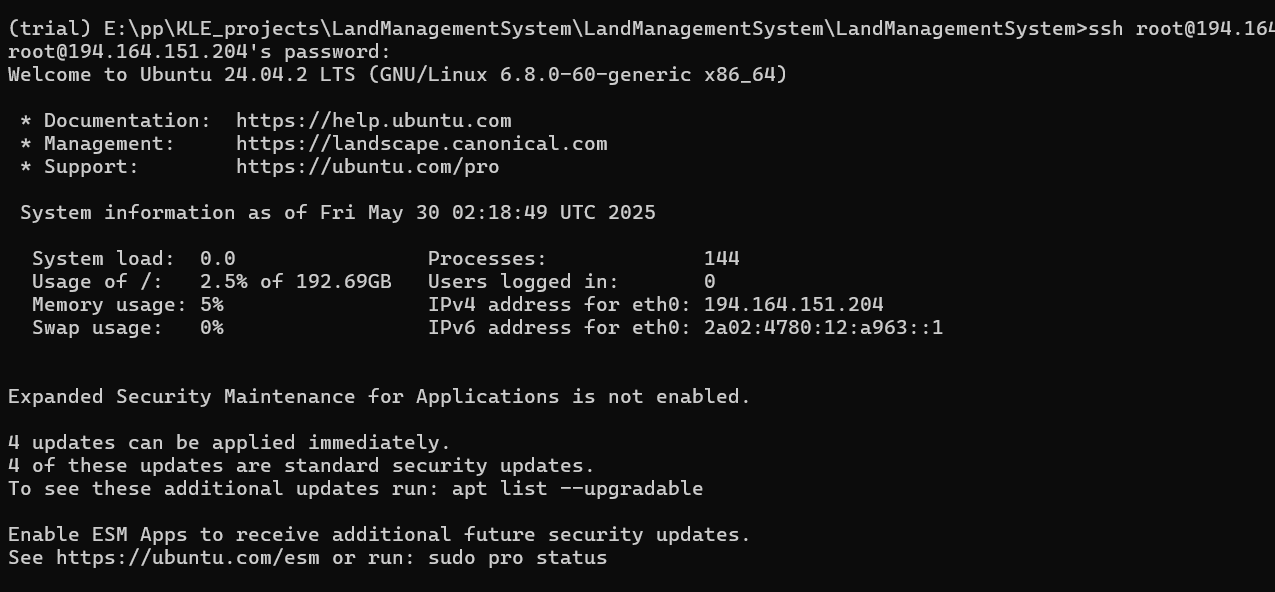 (trial) E:\pp\KLE_projects\LandManagementSystem\LandManagementSystem\LandManagementSystem>ssh root@194.164
root@194.164.151.204's password:
Welcome to Ubuntu 24.04.2 LTS (GNU/Linux 6.8.0-60-generic x86_64)
* Documentation:  https://help.ubuntu.com
* Management:     https://landscape.canonical.com
* Support:        https://ubuntu.com/pro
System information as of Fri May 30 02:18:49 UTC 2025
System load:  0.0                Processes:             144
Usage of /:   2.5% of 192.69GB   Users logged in:       0
Memory usage: 5%                 IPv4 address for eth0: 194.164.151.204
Swap usage:   0%                 IPv6 address for eth0: 2a02:4780:12:a963::1
Expanded Security Maintenance for Applications is not enabled.
4 updates can be applied immediately.
4 of these updates are standard security updates.
To see these additional updates run: apt list --upgradable
Enable ESM Apps to receive additional future security updates.
See https://ubuntu.com/esm or run: sudo pro status